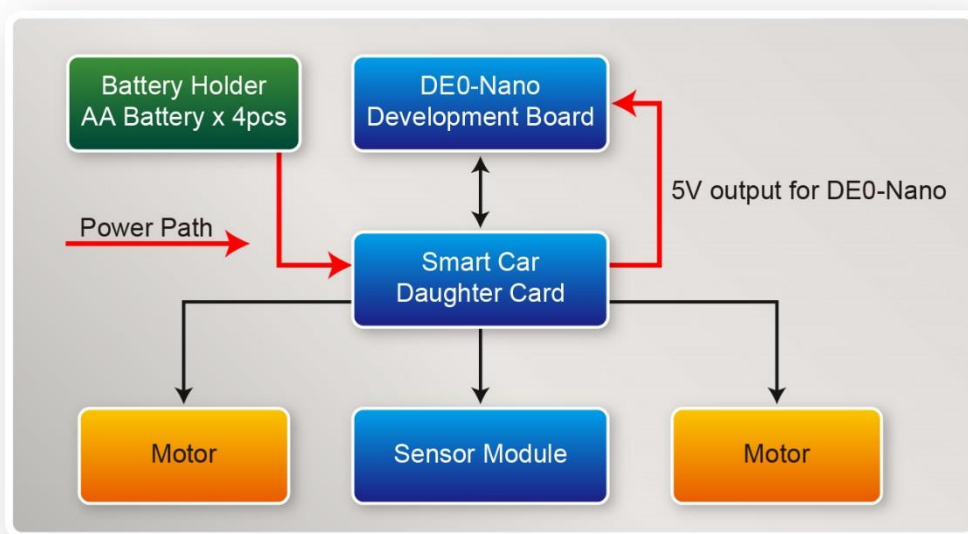 Battery Holder
AA Battery x 4pcs
DE0-Nano
Development Board
5V output for DE0-Nano
Power Path
Smart Car
Daughter Card
Motor
Sensor Module
Motor